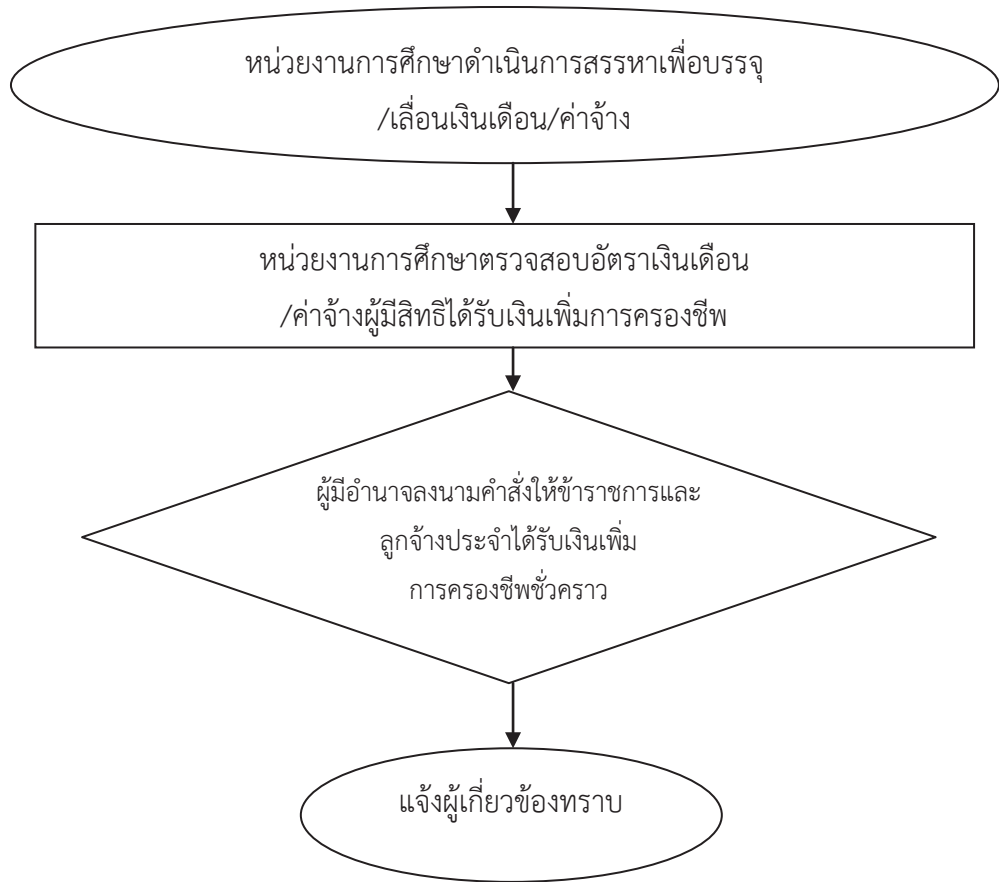 หน่วยงานการศึกษาดำเนินการสรรหาเพื่อบรรจุ
/เลื่อนเงินเดือน/ค่าจ้าง
หน่วยงานการศึกษาตรวจสอบอัตราเงินเดือน
/ค่าจ้างผู้มีสิทธิได้รับเงินเพิ่มการครองชีพ
ผู้มีอำนาจลงนามคำสั่งให้ข้าราชการและ
ลูกจ้างประจำได้รับเงินเพิ่ม
การครองชีพชั่วคราว
แจ้งผู้เกี่ยวข้องทราบ